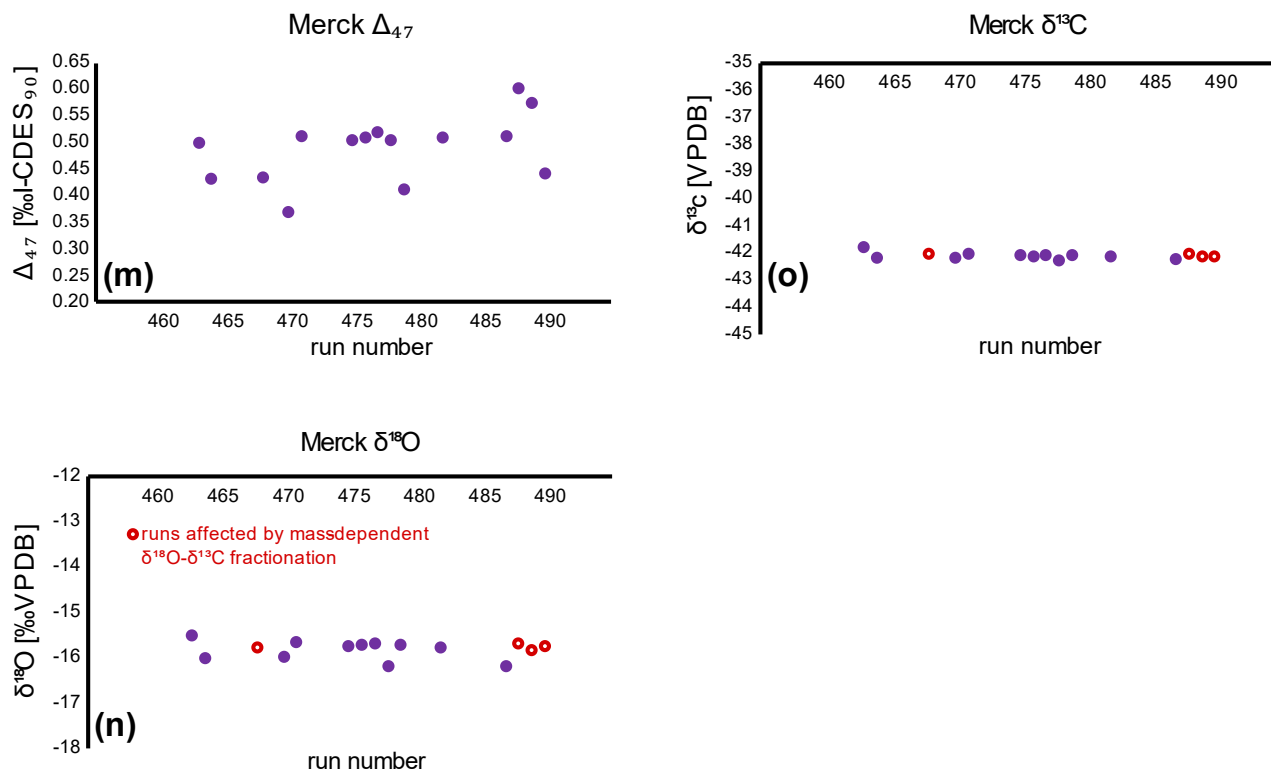 Merck Δ₄₇
0.65
0.60
0.55
0.50
0.45
0.40
0.35
0.30
0.25
0.20
Δ₄₇ [‰I-CDES₉₀]
(m)
460 465 470 475 480 485 490
run number
Merck δ¹³C
-35
-36
-37
-38
-39
-40
-41
-42
-43
-44
-45
δ¹³c [VPDB]
460 465 470 475 480 485 490
(o)
run number
Merck δ¹⁸O
-12
-13
-14
-15
-16
-17
-18
δ¹⁸O [‰VPDB]
460 465 470 475 480 485 490
runs affected by massdependent
δ¹⁸O-δ¹³C fractionation
(n)
run number